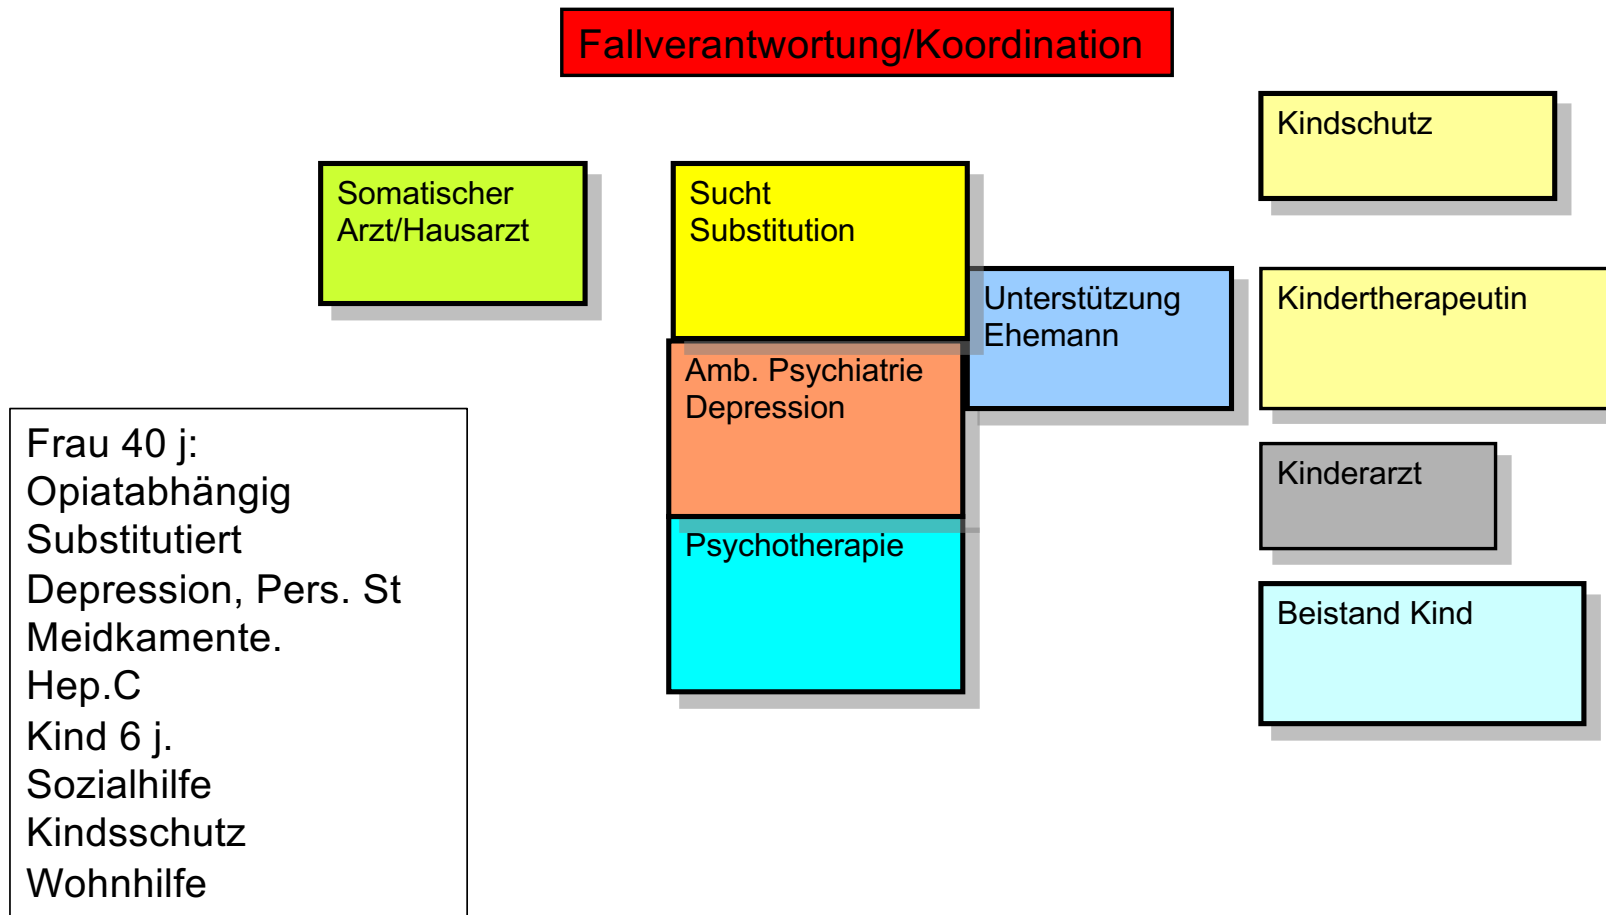 Fallverantwortung/Koordination
Kindschutz
Somatischer
Arzt/Hausarzt
Sucht
Substitution
Unterstützung
Ehemann
Kindertherapeutin
Amb. Psychiatrie
Depression
Kinderarzt
Psychotherapie
Beistand Kind
Frau 40 j:
Opiatabhängig
Substitutiert
Depression, Pers. St
Meidkamente.
Hep.C
Kind 6 j.
Sozialhilfe
Kindsschutz
Wohnhilfe